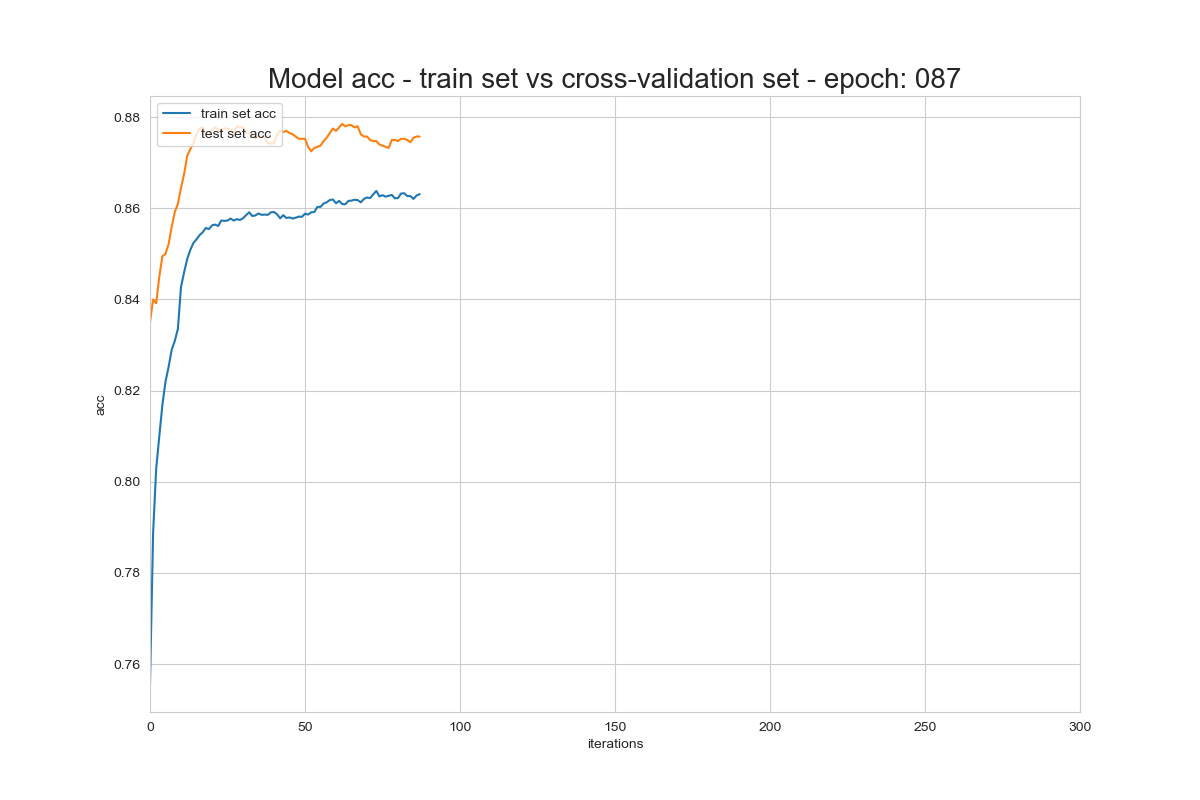 Model acc - train set vs cross-validation set - epoch: 087
train set acc
test set acc
0.88
0.86
0.84
0.82
0.80
0.78
0.76
acc
0 50 100 150 200 250 300
iterations